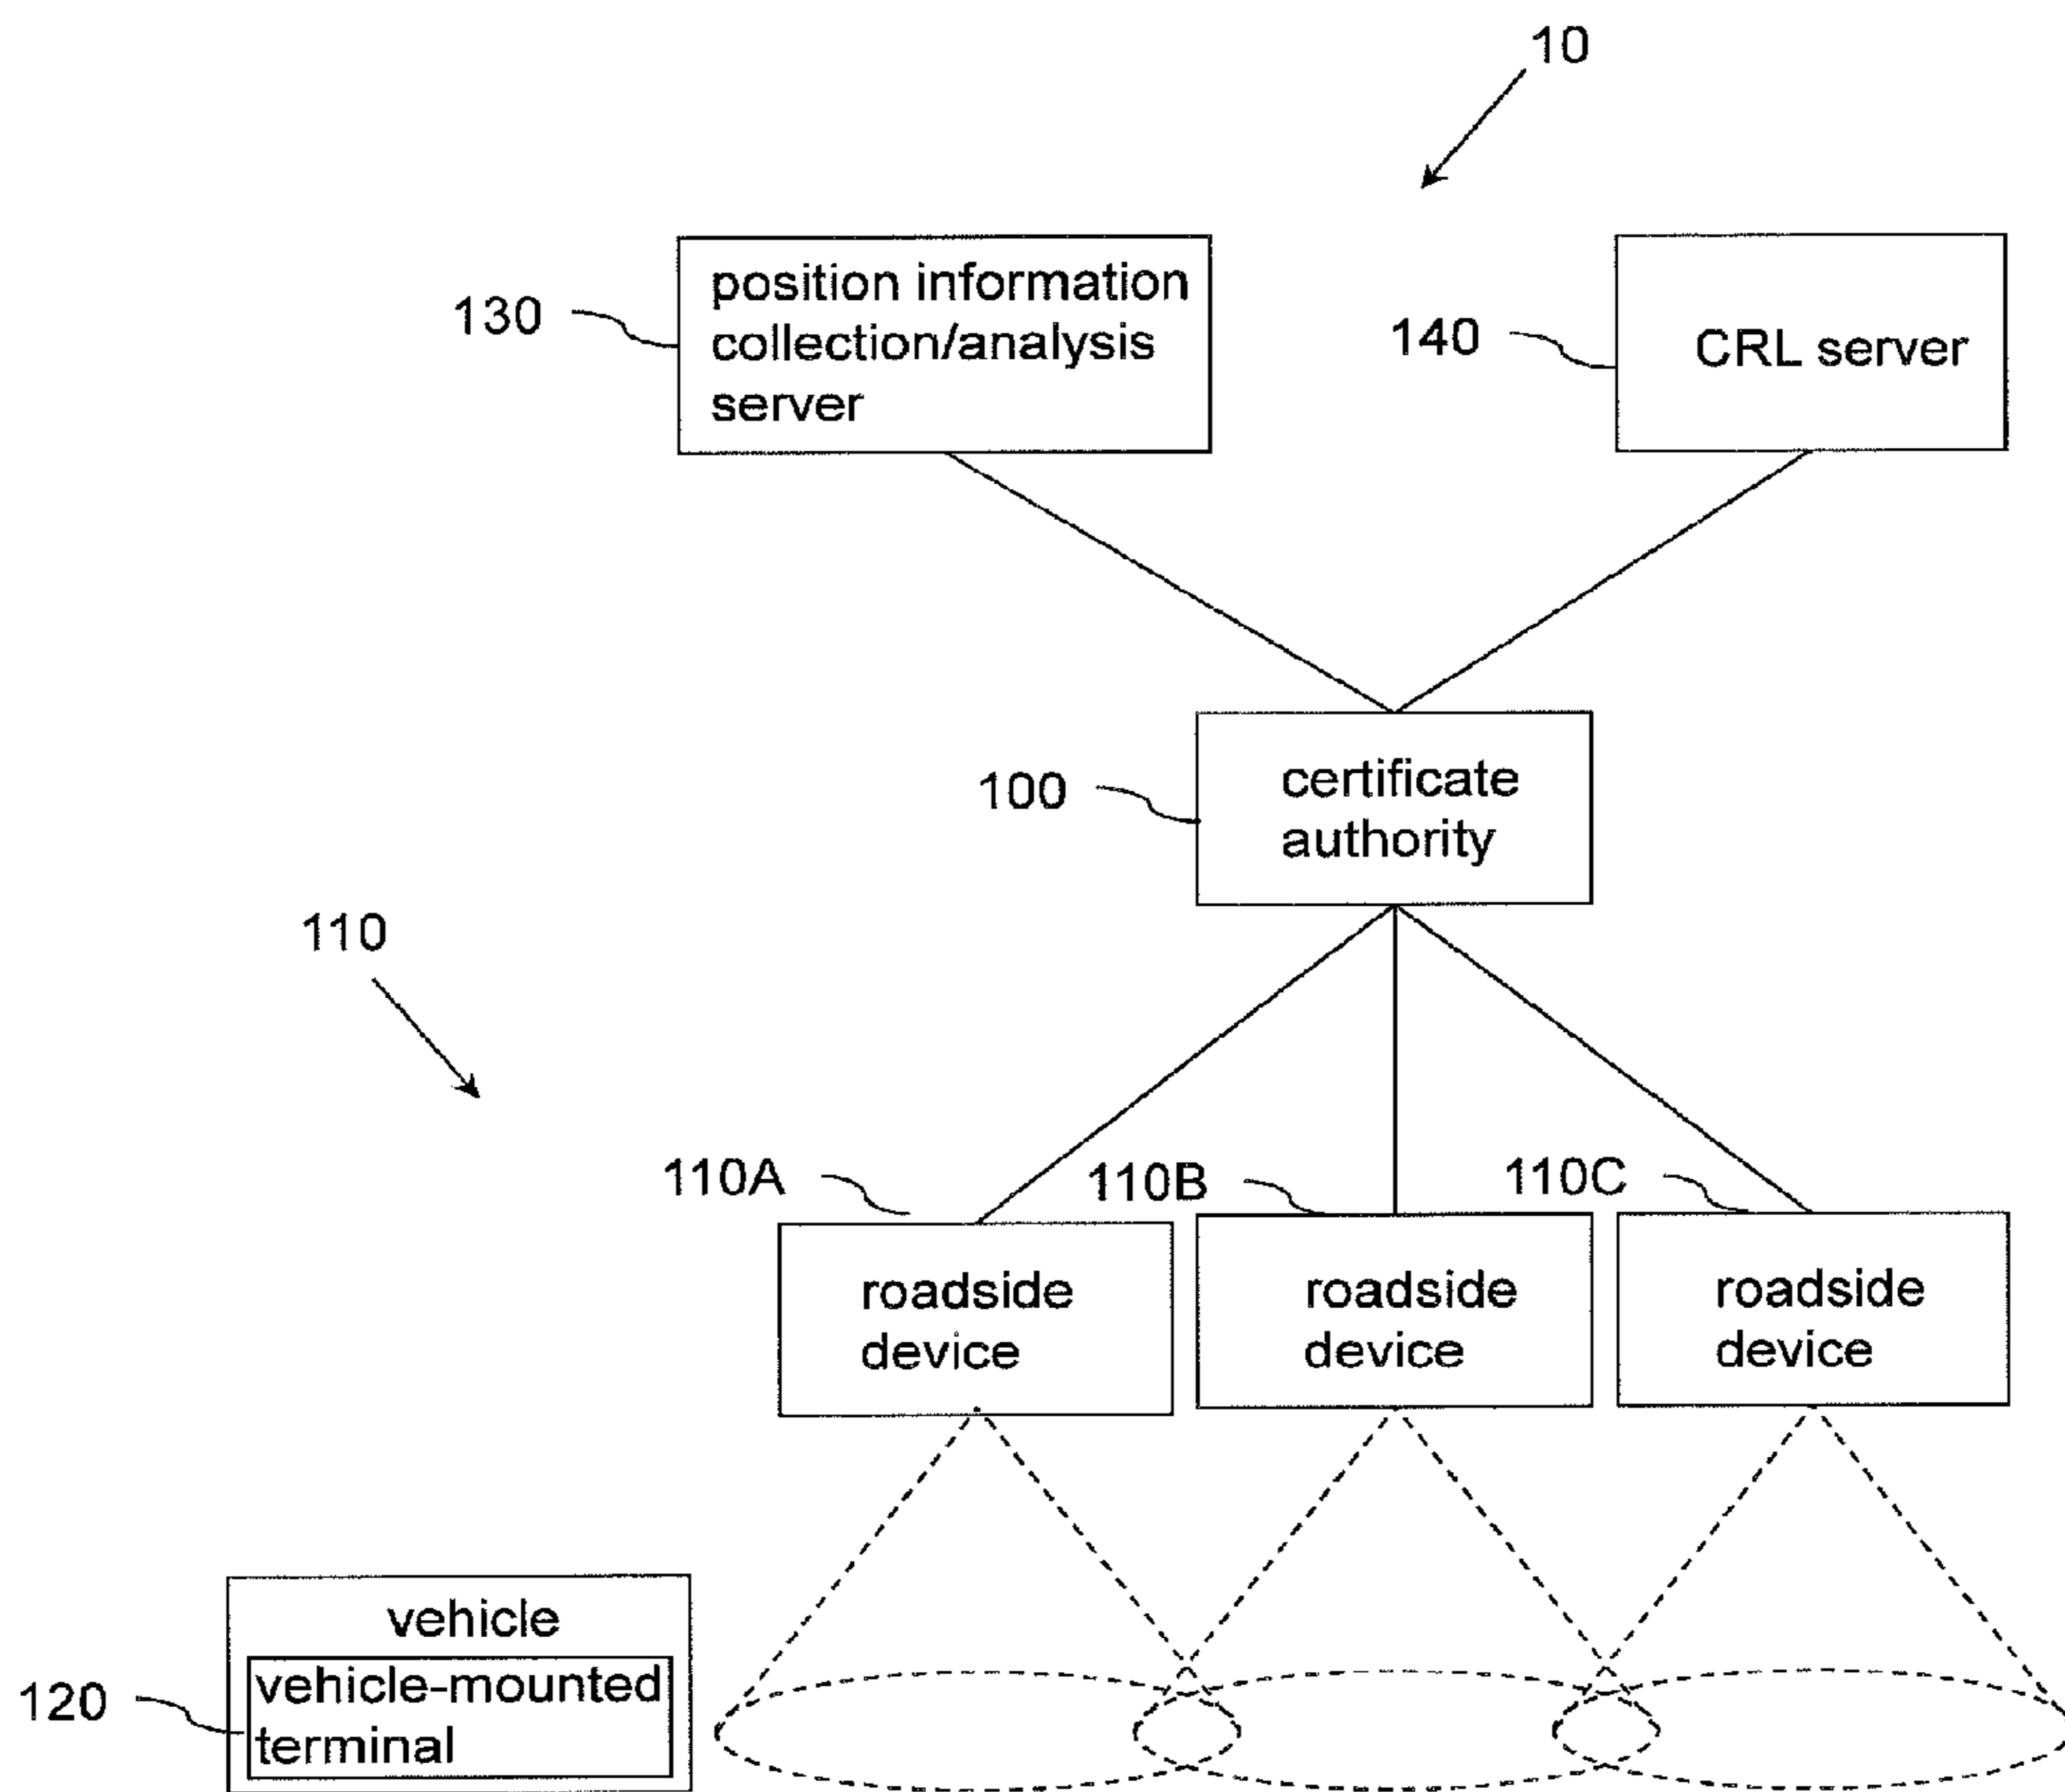 10
130
position information
collection/analysis
server
140
CRL server
100
certificate
authority
110
110A
110B
110C
roadside
device
roadside
device
roadside
device
vehicle
120
vehicle-mounted
terminal